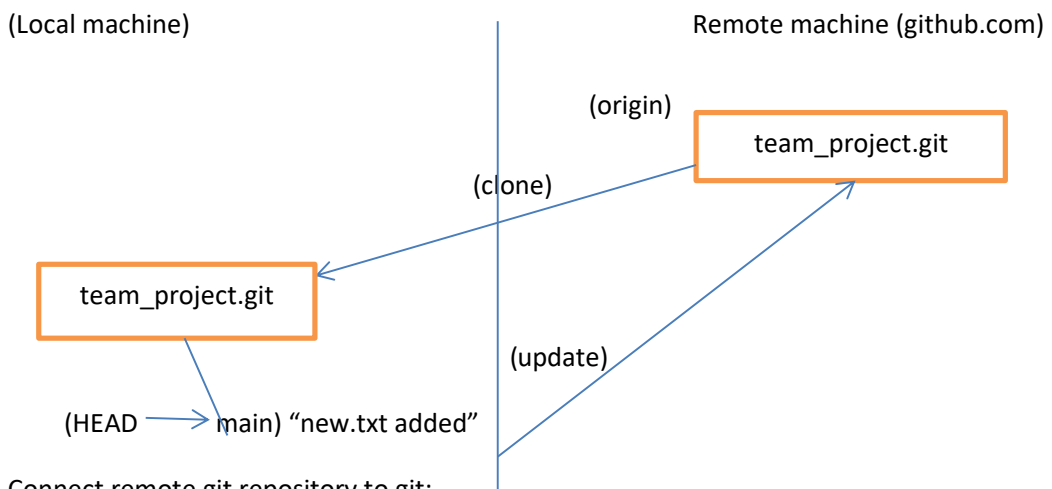 (Local machine)
Remote machine (github.com)
(origin)
team_project.git
(clone)
team_project.git
(update)
(HEAD main) “new.txt added”
Connect remote git repository to git: